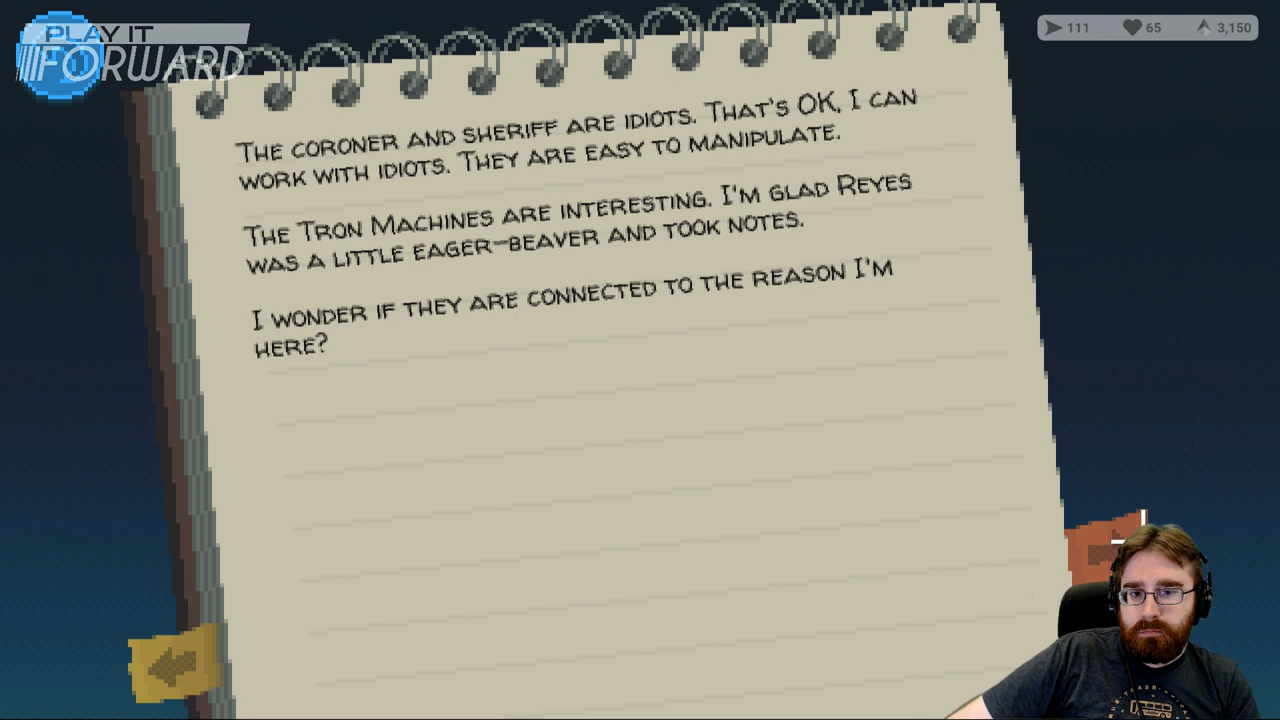 PLAY IT
FORWARD
111 65 3,150
The coroner and sheriff are idiots. That's OK, I can
work with idiots. They are easy to manipulate.
The Tron Machines are interesting. I'm glad Reyes
was a little eager-beaver and took notes.
I wonder if they are connected to the reason I'm
here?